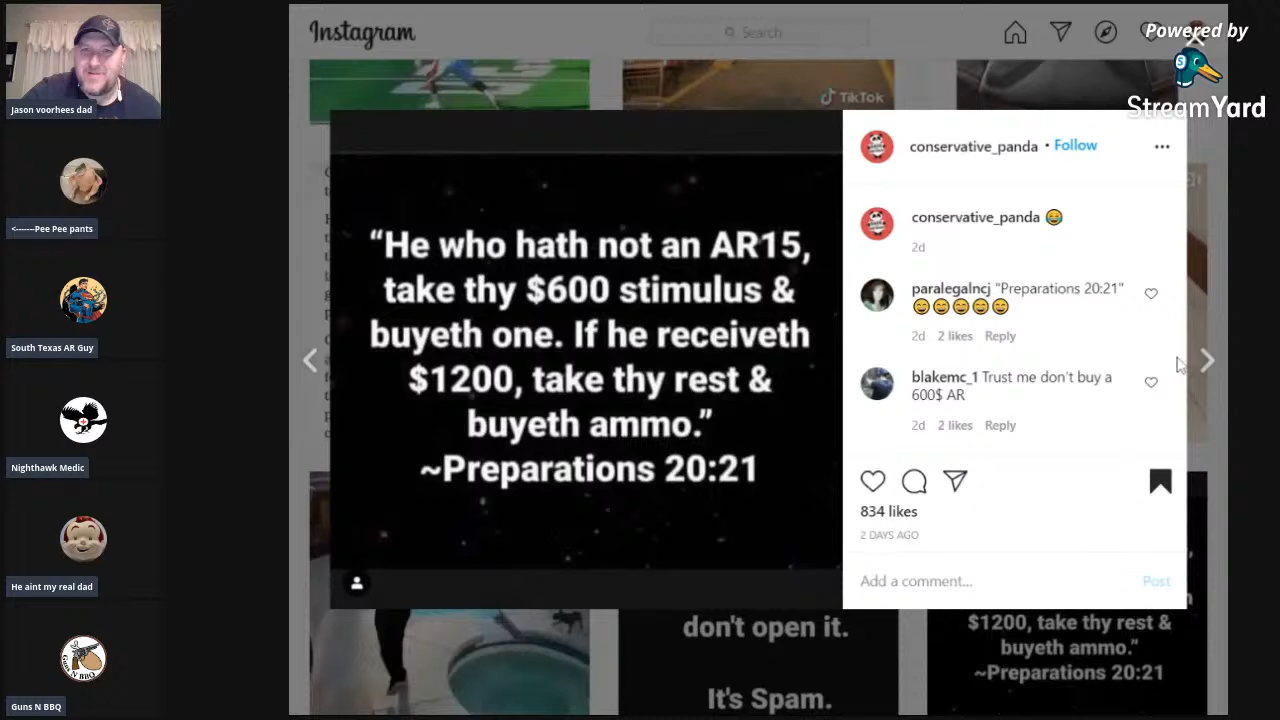 Jason voorhees dad
<------Pee Pee pants
South Texas AR Guy
Nighthawk Medic
He aint my real dad
Guns N BBQ
GUNS N BBQ
Instagram
Search
Powered by
StreamYard
TikTok
“He who hath not an AR15,
take thy $600 stimulus &
buyeth one. If he receiveth
$1200, take thy rest &
buyeth ammo.”
~Preparations 20:21
conservative_panda • Follow
conservative_panda 😂
2d
paralegalncj "Preparations 20:21"
😄😄😄😄😄
2d 2 likes Reply
blakemc_1 Trust me don't buy a
600$ AR
2d 2 likes Reply
834 likes
2 DAYS AGO
Add a comment...
Post
don't open it.
It's Spam.
$1200, take thy rest &
buyeth ammo.”
~Preparations 20:21